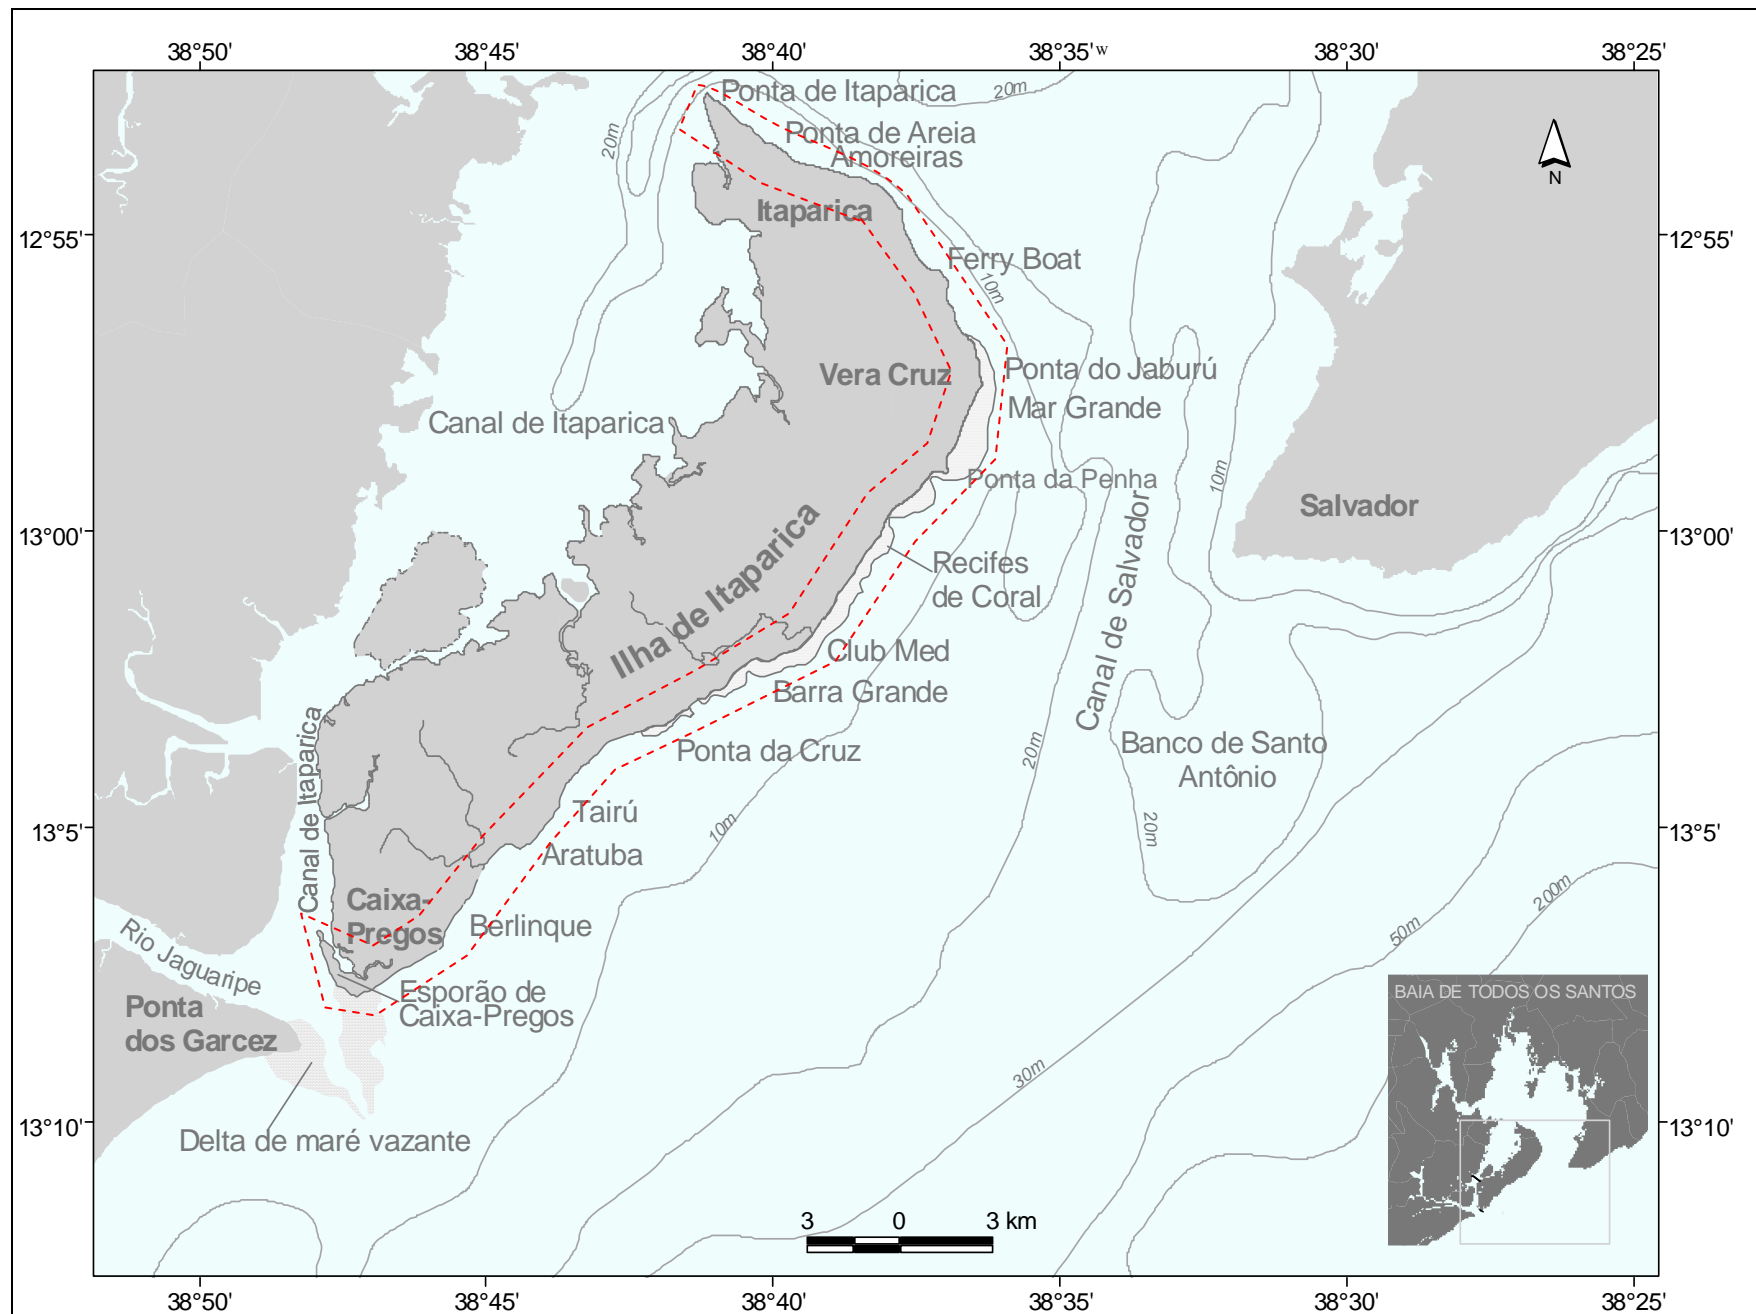 38°50'
38°45'
38°40'
38°35'w
38°30'
38°25'
Ponta de Itaparica
20m
Ponta de Areia
20m
Amoreiras
N
Itaparica
12°55'
12°55'
Ferry Boat
10m
Vera Cruz
Ponta do Jaburú
Mar Grande
Canal de Itaparica
Ponta da Penha
10m
Salvador
13°00'
13°00'
Ilha de Itaparica
Recifes
de Coral
Canal de Salvador
Club Med
Barra Grande
Ponta da Cruz
20m
Banco de Santo
Antônio
Canal de Itaparica
Tairú
10m
20m
13°5'
13°5'
Aratuba
Caixa-
Pregos
200m
Berlinque
50m
Rio Jaguaripe
Esporão de
Caixa-Pregos
BAIA DE TODOS OS SANTOS
Ponta
dos Garcez
30m
13°10'
13°10'
Delta de maré vazante
3 0 3 km
38°50'
38°45'
38°40'
38°35'
38°30'
38°25'